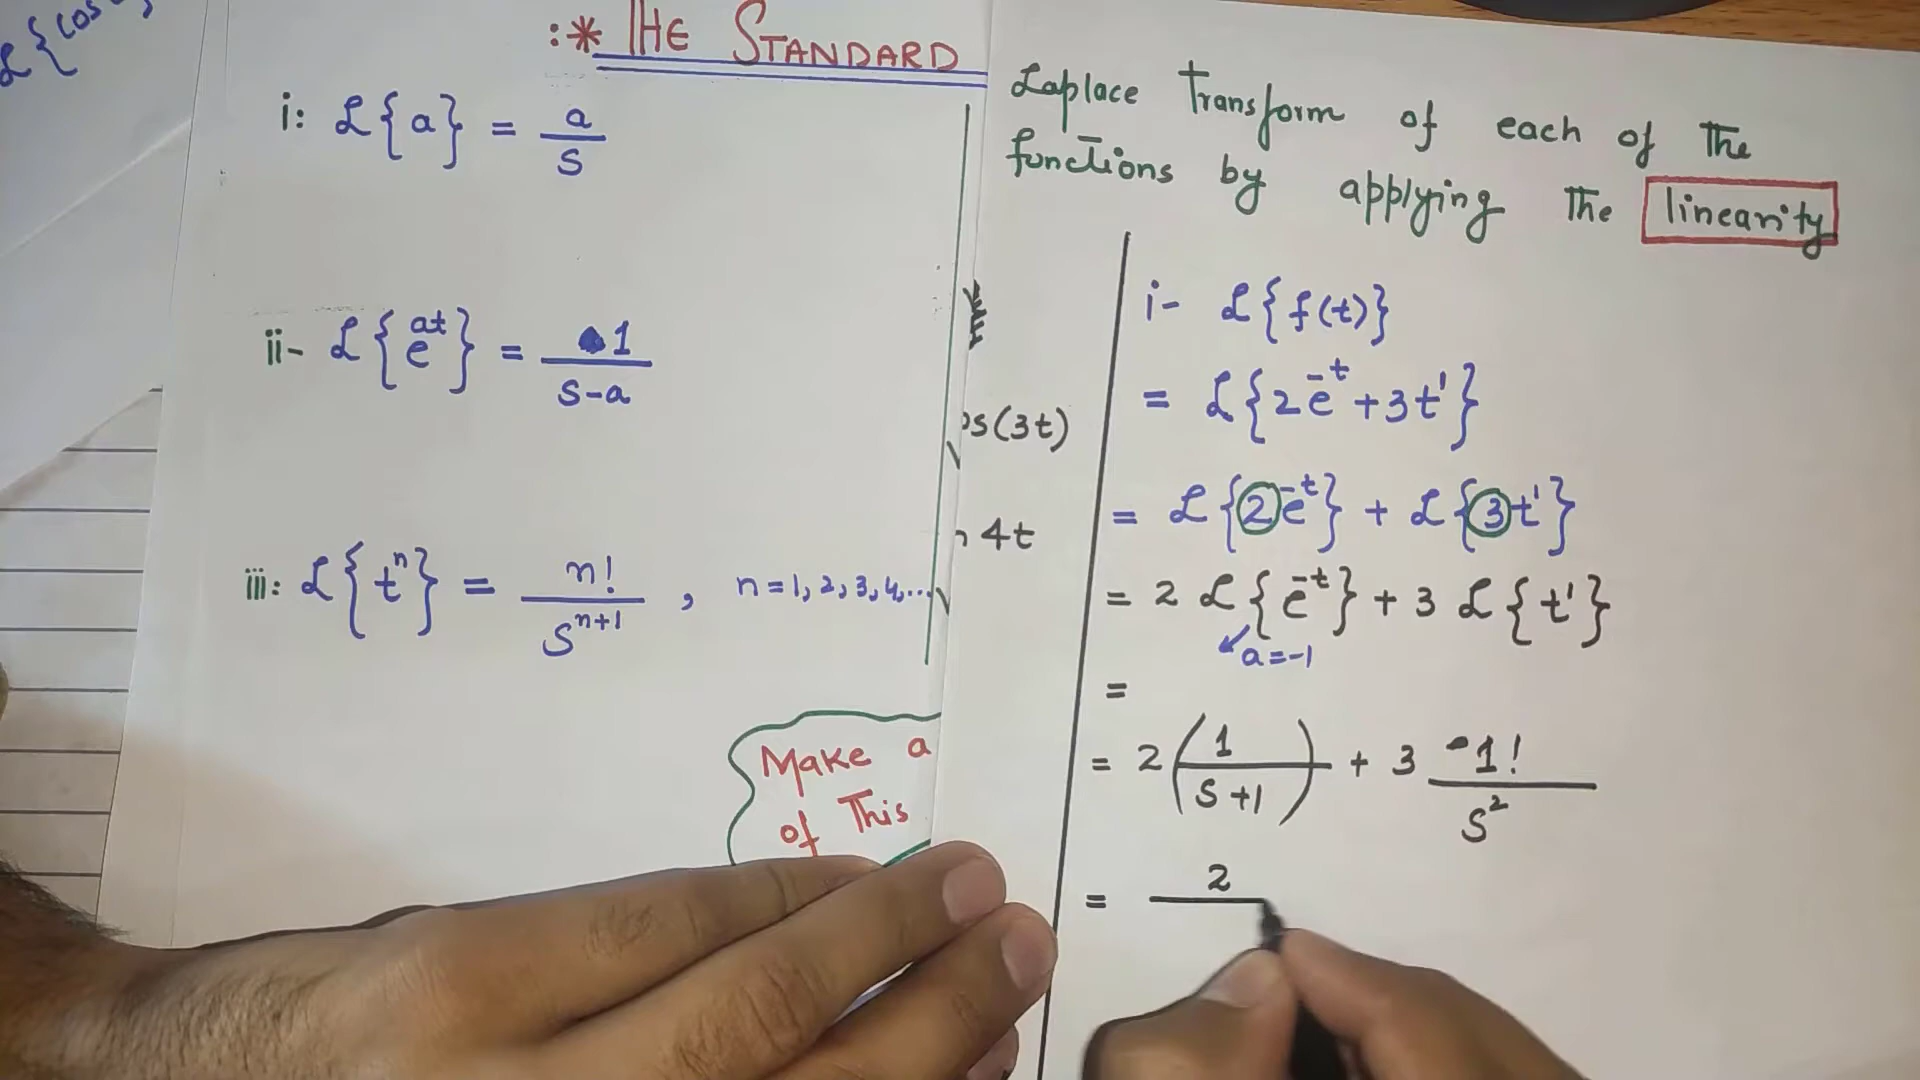 L{cos
:* THE STANDARD
i: L{a} = a/s
ii- L{e^at} = 1/(s-a)
iii: L{t^n} = n!/s^(n+1) , n=1,2,3,4,...
Make a
of This
os(3t)
4t
Laplace Transform of each of The
functions by applying The linearity
i- L{f(t)}
= L{2e^-t+3t^1}
= L{2e^-t} + L{3t^1}
= 2 L{e^-t} + 3 L{t^1}
a=-1
=
= 2(1/(s+1)) + 3 1!/s^2
= 2